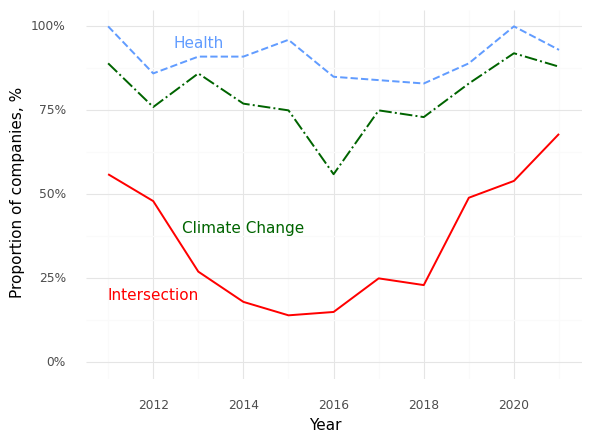 100%
Health
75%
Proportion of companies, %
50%
Climate Change
25%
Intersection
0%
2012 2014 2016 2018 2020
Year